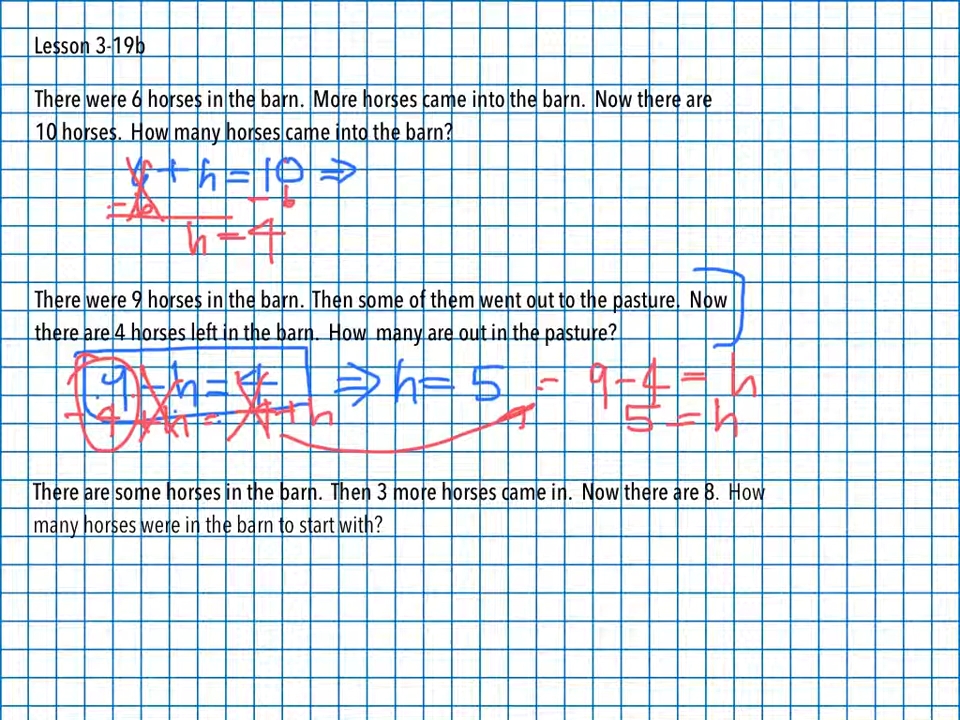 Lesson 3-19b
There were 6 horses in the barn. More horses came into the barn. Now there are
10 horses. How many horses came into the barn?
6 + h = 10 ⇒
- 6 - 6
h = 4
There were 9 horses in the barn. Then some of them went out to the pasture. Now
there are 4 horses left in the barn. How many are out in the pasture?
9 - h = 4 ⇒ h = 5 = 9 - 4 = h
- 4 + h = - 4 + h 5 = h
There are some horses in the barn. Then 3 more horses came in. Now there are 8. How
many horses were in the barn to start with?